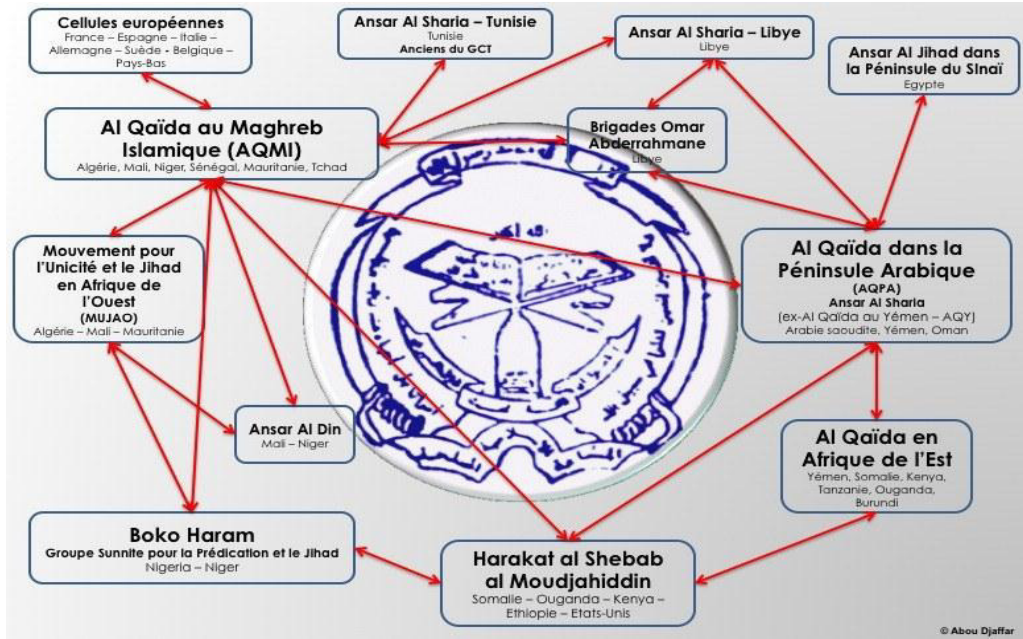 Cellules européennes
France – Espagne – Italie –
Allemagne – Suède - Belgique –
Pays-Bas
Ansar Al Sharia – Tunisie
Tunisie
Anciens du GCT
Ansar Al Sharia – Libye
Libye
Ansar Al Jihad dans
la Péninsule du SInaï
Egypte
Al Qaïda au Maghreb
Islamique (AQMI)
Algérie, Mali, Niger, Sénégal, Mauritanie, Tchad
Brigades Omar
Abderrahmane
Libye
Mouvement pour
l'Unicité et le Jihad
en Afrique de
l'Ouest
(MUJAO)
Algérie – Mali – Mauritanie
Al Qaïda dans la
Péninsule Arabique
(AQPA)
Ansar Al Sharia
(ex-Al Qaïda au Yémen – AQY)
Arabie saoudite, Yémen, Oman
Ansar Al Din
Mali – Niger
Al Qaïda en
Afrique de l'Est
Yémen, Somalie, Kenya,
Tanzanie, Ouganda,
Burundi
Boko Haram
Groupe Sunnite pour la Prédication et le Jihad
Nigeria – Niger
Harakat al Shebab
al Moudjahiddin
Somalie – Ouganda – Kenya –
Ethiopie – Etats-Unis
© Abou Djaffar